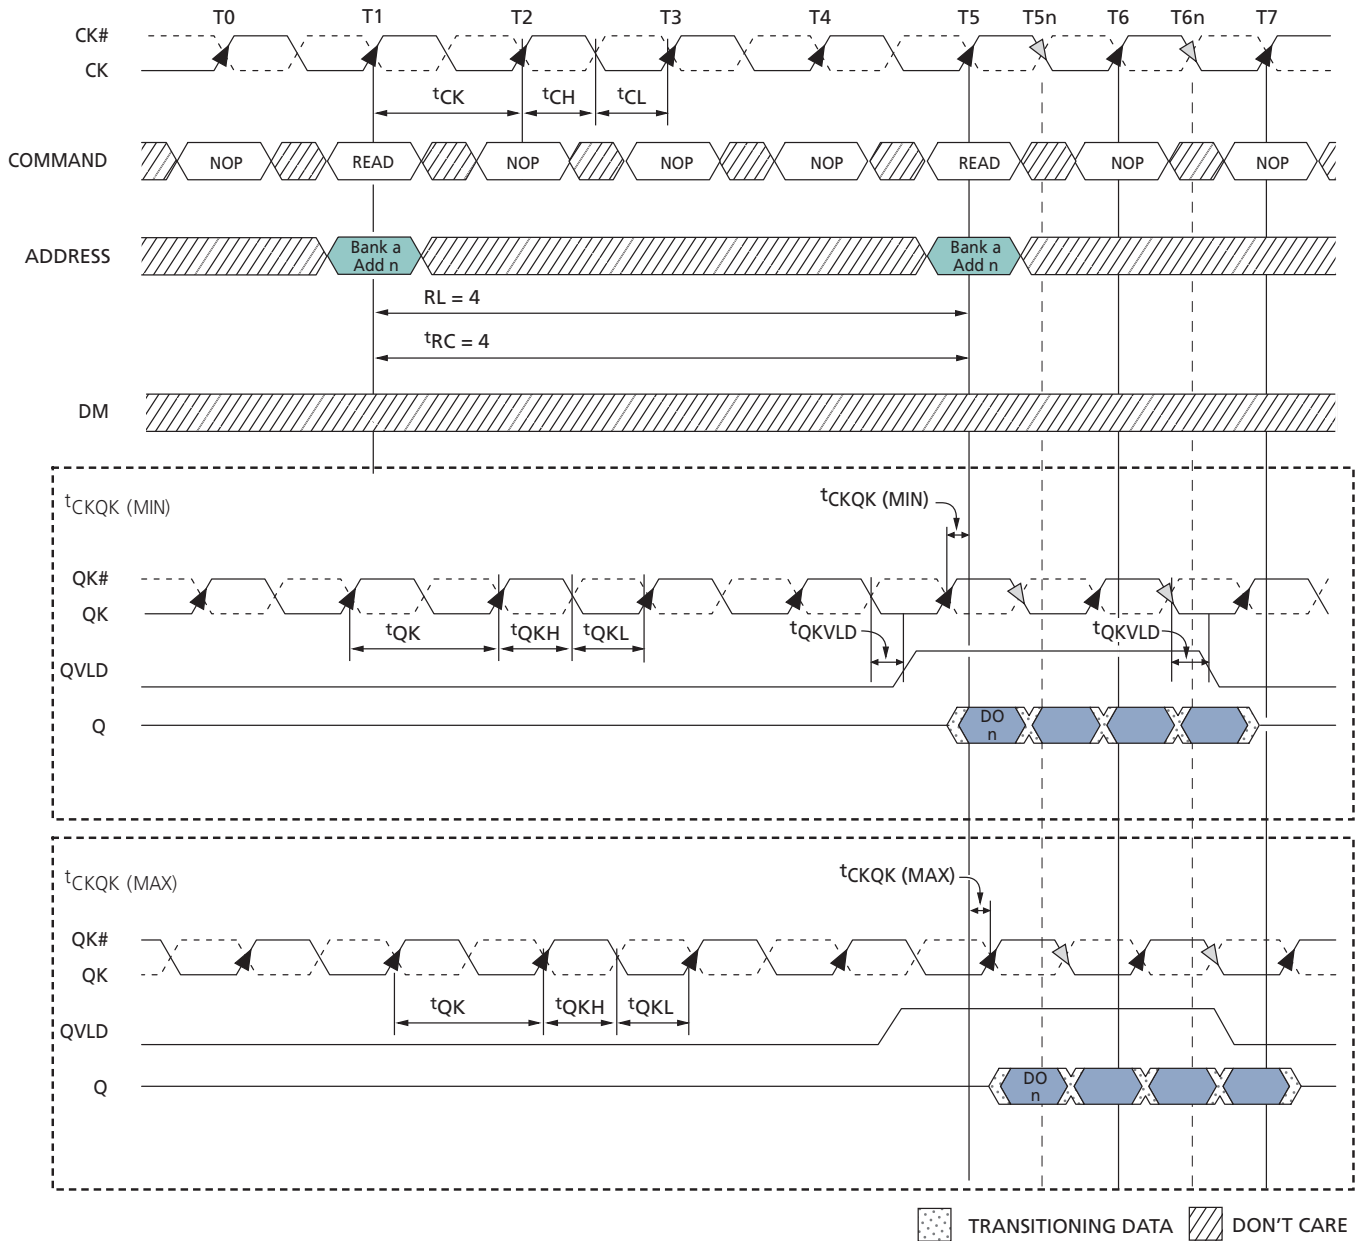 T0 T1 T2 T3 T4 T5 T5n T6 T6n T7
CK#
CK
tCK tCH tCL
COMMAND NOP READ NOP NOP NOP READ NOP NOP
ADDRESS Bank a Add n Bank a Add n
RL = 4
tRC = 4
DM
tCKQK (MIN) tCKQK (MIN)
QK#
QK
tQK tQKH tQKL tQKVLD tQKVLD
QVLD
Q DO n
tCKQK (MAX) tCKQK (MAX)
QK#
QK
tQK tQKH tQKL
QVLD
Q DO n
TRANSITIONING DATA DON'T CARE